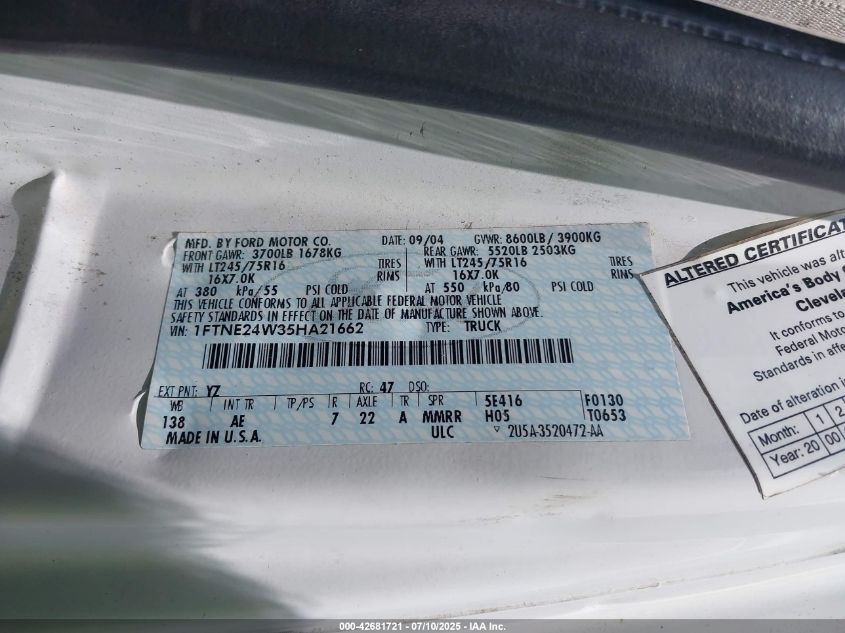 MFD. BY FORD MOTOR CO. DATE: 09/04 GVWR: 8600LB/ 3900KG
FRONT GAWR: 3700LB 1678KG REAR GAWR: 5520LB 2503KG
WITH LT245/75R16 TIRES WITH LT245/75R16 TIRES
16X7.0K RINS 16X7.0K RINS
AT 380 kPa/55 PSI COLD AT 550 kPa/80 PSI COLD
THIS VEHICLE CONFORMS TO ALL APPLICABLE FEDERAL MOTOR VEHICLE
SAFETY STANDARDS IN EFFECT ON THE DATE OF MANUFACTURE SHOWN ABOVE.
VIN: 1FTNE24W35HA21662 TYPE: TRUCK
EXT PNT: YZ RC: 47 DSO:
WB INT TR TP/PS R AXLE TR SPR 5E416 F0130
138 AE 7 22 A MMRR H05 T0653
MADE IN U.S.A. ULC 2U5A-3520472-AA
ALTERED CERTIFICAT
This vehicle was alt
America's Body
Clevela
It conforms to
Federal Moto
Standards in affe
Date of alteration i
Month: 1 2
Year: 20 00
000-42681721 - 07/10/2025 - IAA Inc.